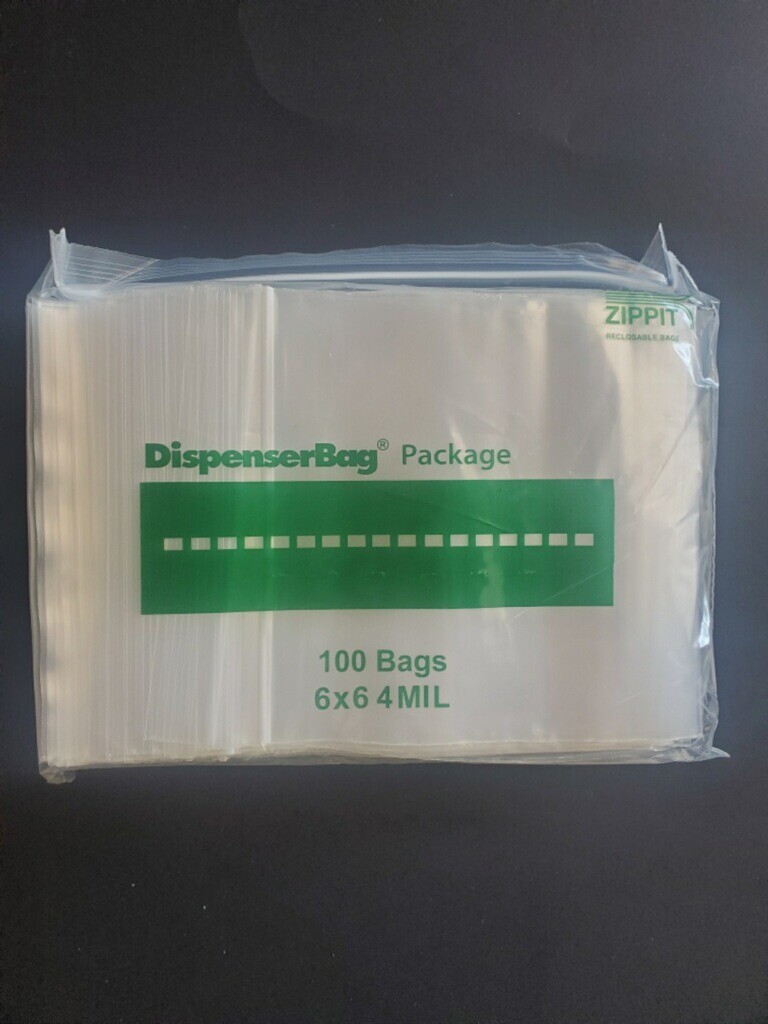 ZIPPIT
RECLOSABLE BAGS
DispenserBag® Package
100 Bags
6x6 4MIL